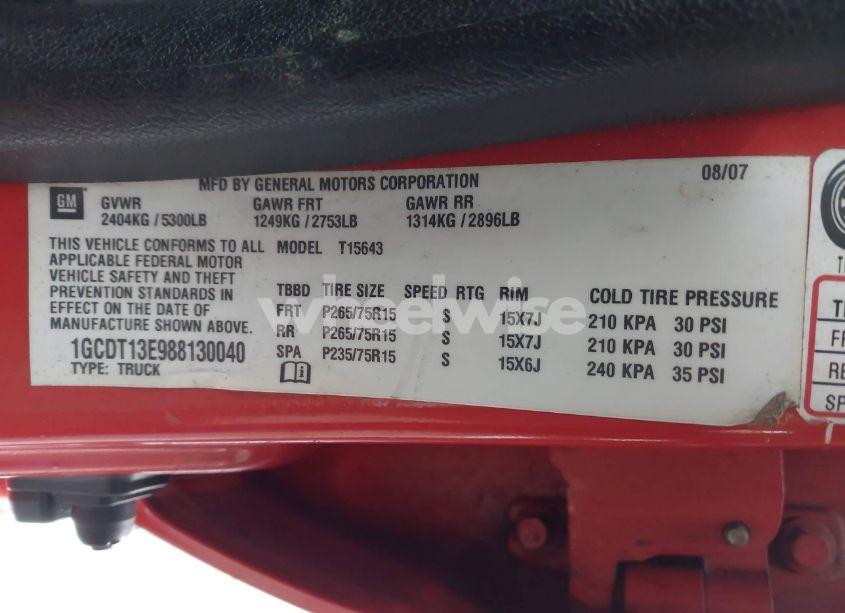 MFD BY GENERAL MOTORS CORPORATION 08/07
GM
GVWR GAWR FRT GAWR RR
2404KG / 5300LB 1249KG / 2753LB 1314KG / 2896LB
THIS VEHICLE CONFORMS TO ALL MODEL T15643
APPLICABLE FEDERAL MOTOR
VEHICLE SAFETY AND THEFT
PREVENTION STANDARDS IN
EFFECT ON THE DATE OF
MANUFACTURE SHOWN ABOVE.
1GCDT13E988130040
TYPE: TRUCK
TBBD TIRE SIZE SPEED RTG RIM COLD TIRE PRESSURE
FRT P265/75R15 S 15X7J 210 KPA 30 PSI
RR P265/75R15 S 15X7J 210 KPA 30 PSI
SPA P235/75R15 S 15X6J 240 KPA 35 PSI
wheelwise